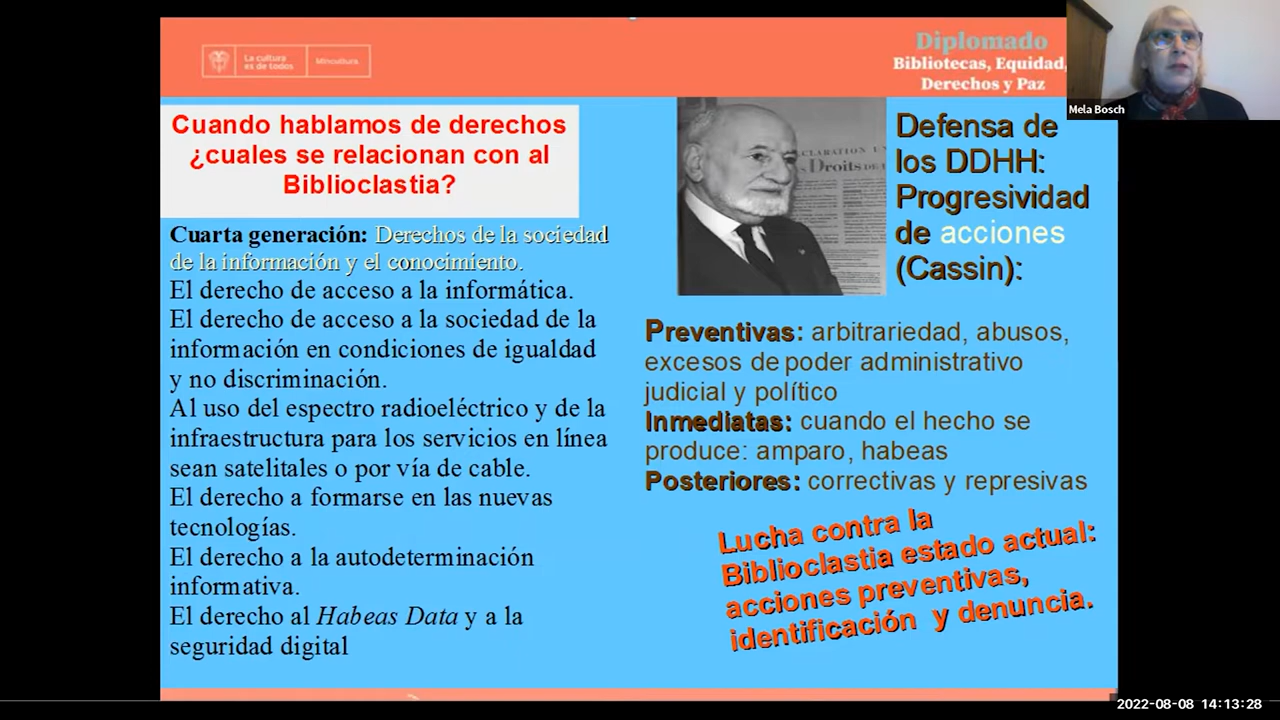 La cultura
es de todos
Mincultura
Diplomado
Bibliotecas, Equidad,
Derechos y Paz
Mela Bosch
Cuando hablamos de derechos
¿cuales se relacionan con al
Biblioclastia?
Cuarta generación: Derechos de la sociedad
de la información y el conocimiento.
El derecho de acceso a la informática.
El derecho de acceso a la sociedad de la
información en condiciones de igualdad
y no discriminación.
Al uso del espectro radioeléctrico y de la
infraestructura para los servicios en línea
sean satelitales o por vía de cable.
El derecho a formarse en las nuevas
tecnologías.
El derecho a la autodeterminación
informativa.
El derecho al Habeas Data y a la
seguridad digital
Droits de
Defensa de
los DDHH:
Progresividad
de acciones
(Cassin):
Preventivas: arbitrariedad, abusos,
excesos de poder administrativo
judicial y político
Inmediatas: cuando el hecho se
produce: amparo, habeas
Posteriores: correctivas y represivas
Lucha contra la
Biblioclastia estado actual:
acciones preventivas,
identificación y denuncia.
2022-08-08 14:13:28